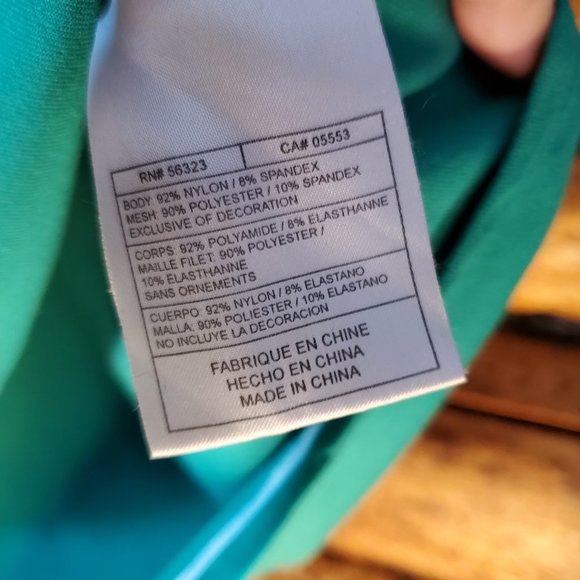 RN# 56323 CA# 05553
BODY: 92% NYLON / 8% SPANDEX
MESH: 90% POLYESTER / 10% SPANDEX
EXCLUSIVE OF DECORATION
CORPS: 92% POLYAMIDE / 8% ELASTHANNE
MAILLE FILET: 90% POLYESTER /
10% ELASTHANNE
SANS ORNEMENTS
CUERPO: 92% NYLON / 8% ELASTANO
MALLA: 90% POLIESTER / 10% ELASTANO
NO INCLUYE LA DECORACION
FABRIQUE EN CHINE
HECHO EN CHINA
MADE IN CHINA